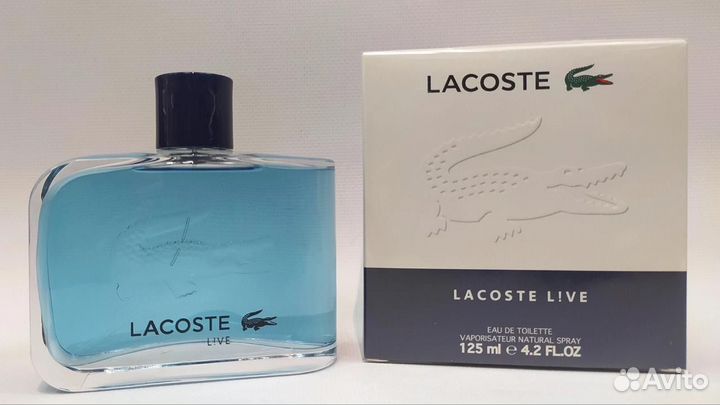 LACOSTE
L!VE
LACOSTE
LACOSTE L!VE
EAU DE TOILETTE
VAPORISATEUR NATURAL SPRAY
125 ml e 4.2 FL.OZ
Avito